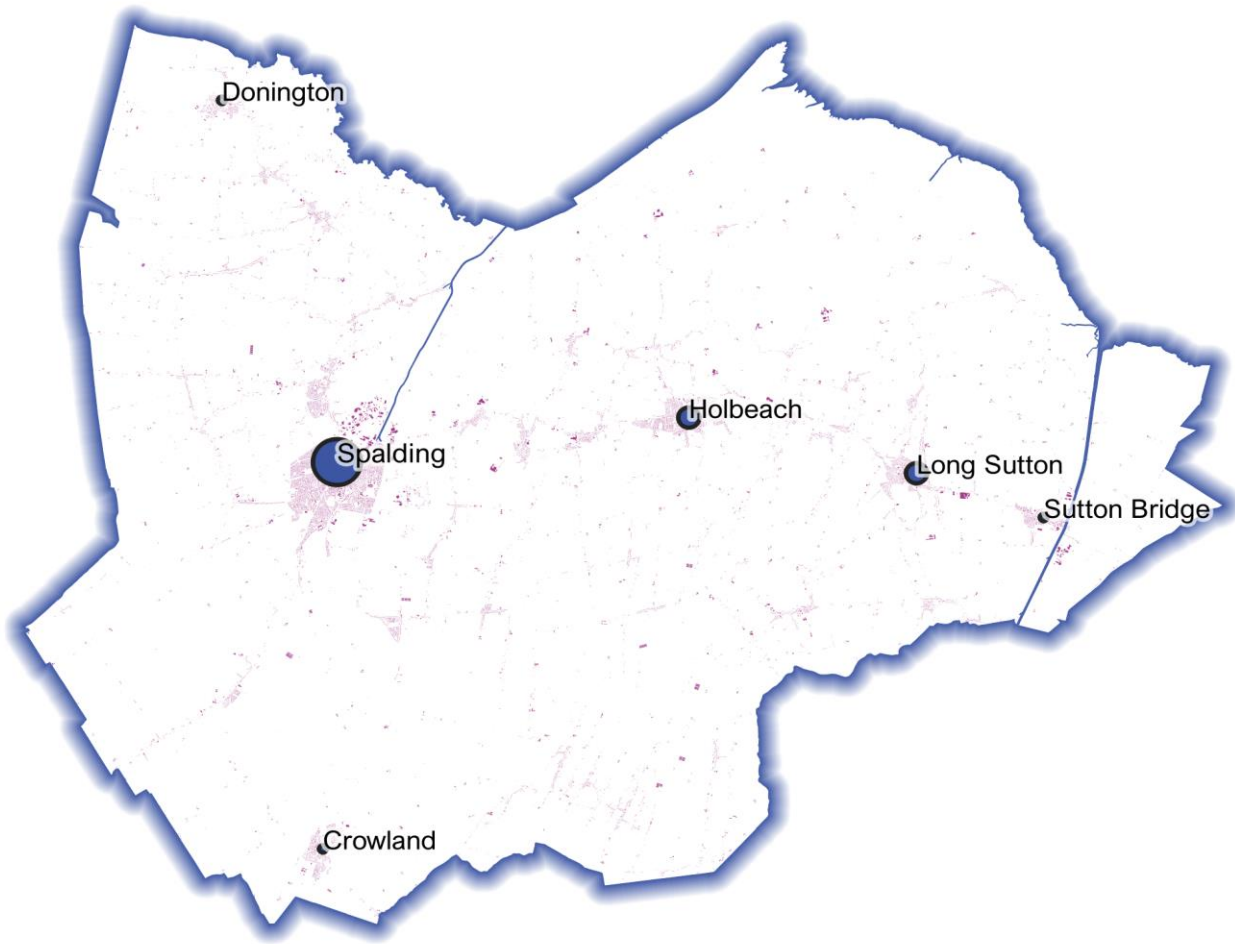 Donington
Holbeach
Spalding
Long Sutton
Sutton Bridge
Crowland